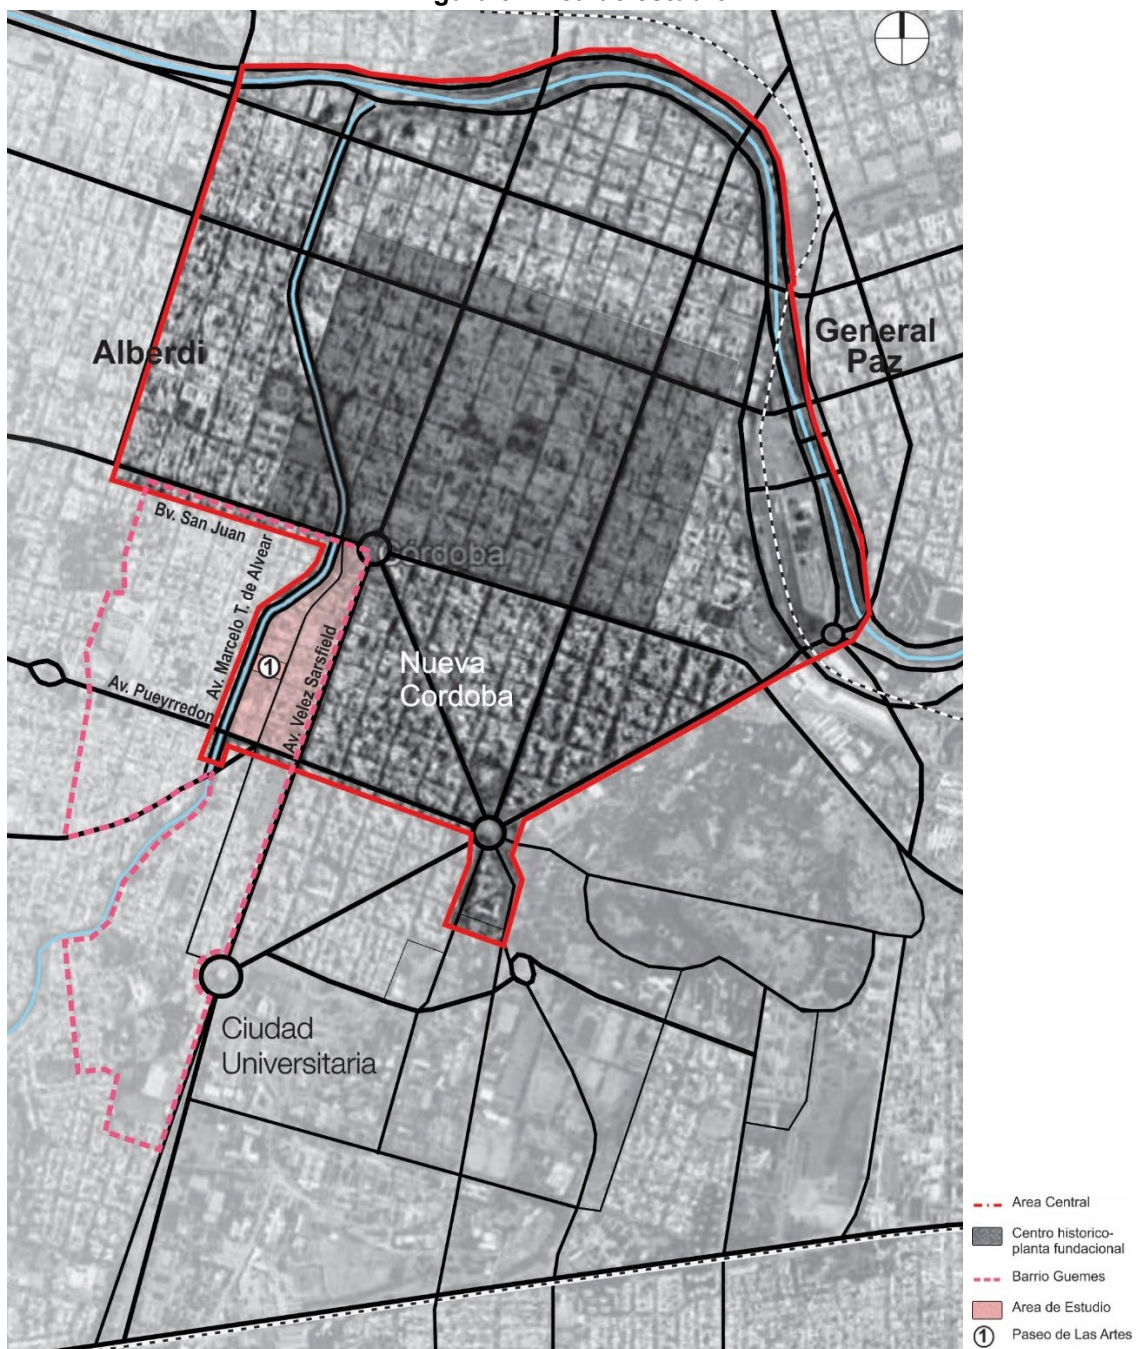 Alberdi
General
Paz
Bv. San Juan
Córdoba
Av. Marcelo T. de Alvear
Nueva
Cordoba
1
Av. Velez Sarsfield
Av. Pueyrredon
Ciudad
Universitaria
Area Central
Centro historico-
planta fundacional
Barrio Guemes
Area de Estudio
1 Paseo de Las Artes